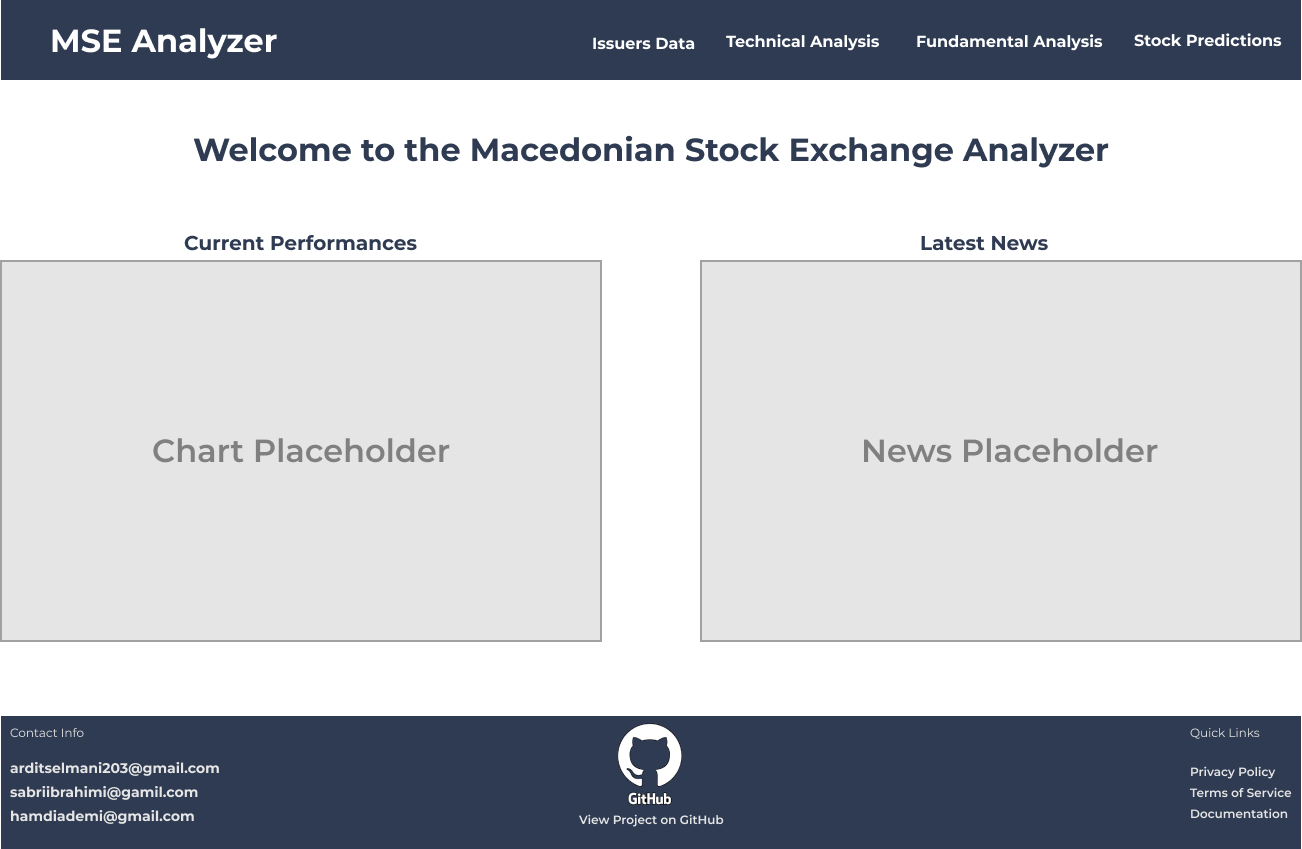 MSE Analyzer
Issuers Data
Technical Analysis
Fundamental Analysis
Stock Predictions
Welcome to the Macedonian Stock Exchange Analyzer
Current Performances
Latest News
Chart Placeholder
News Placeholder
Contact Info
arditselmani203@gmail.com
sabriibrahimi@gamil.com
hamdiademi@gmail.com
GitHub
View Project on GitHub
Quick Links
Privacy Policy
Terms of Service
Documentation